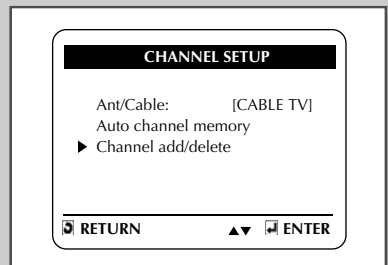 CHANNEL SETUP
Ant/Cable: [CABLE TV]
Auto channel memory
Channel add/delete
RETURN ▲▼ ENTER